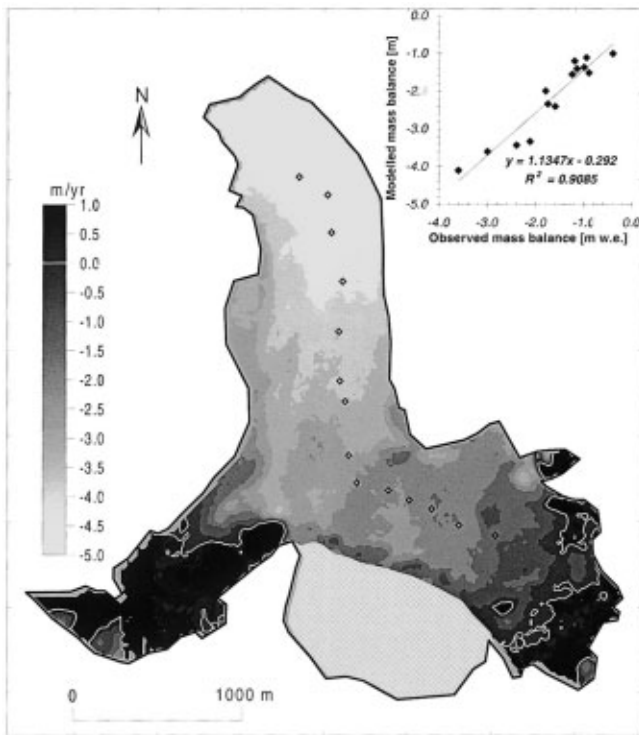 0.0
-1.0
-2.0
-3.0
-4.0
-5.0
Modelled mass balance [m]
y = 1.1347x - 0.292
R² = 0.9085
-4.0 -3.0 -2.0 -1.0 0.0
Observed mass balance [m w.e.]
N
m/yr
1.0
0.0
-0.5
-1.0
-1.5
-2.0
-2.5
-3.0
-3.5
-4.0
-4.5
-5.0
0 1000 m